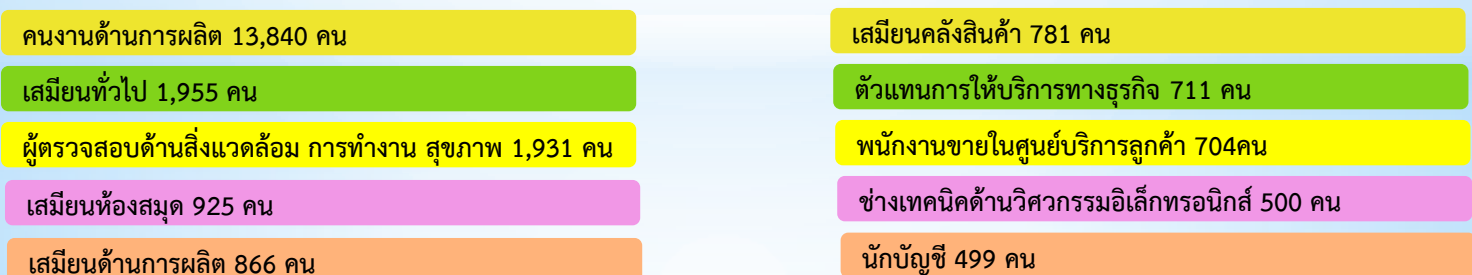 คนงานด้านการผลิต 13,840 คน
เสมียนทั่วไป 1,955 คน
ผู้ตรวจสอบด้านสิ่งแวดล้อม การทำงาน สุขภาพ 1,931 คน
เสมียนห้องสมุด 925 คน
เสมียนด้านการผลิต 866 คน
เสมียนคลังสินค้า 781 คน
ตัวแทนการให้บริการทางธุรกิจ 711 คน
พนักงานขายในศูนย์บริการลูกค้า 704คน
ช่างเทคนิคด้านวิศวกรรมอิเล็กทรอนิกส์ 500 คน
นักบัญชี 499 คน